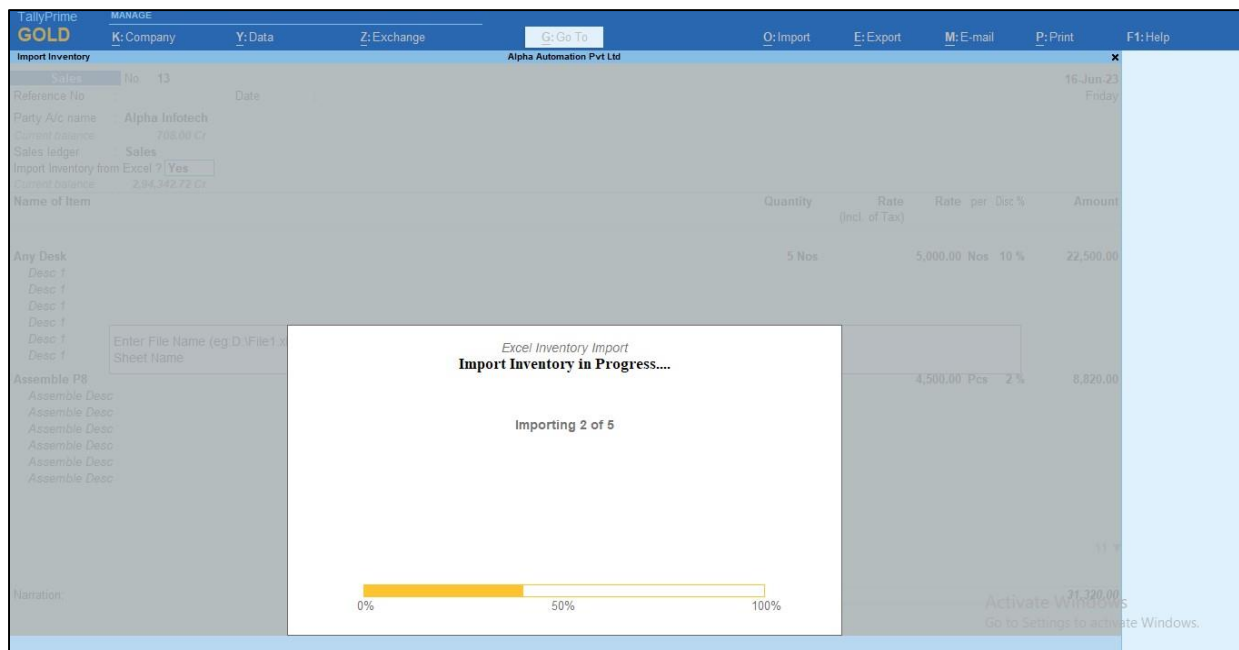 TallyPrime MANAGE
GOLD K: Company Y: Data Z: Exchange G: Go To O: Import E: Export M: E-mail P: Print F1: Help
Import Inventory Alpha Automation Pvt Ltd x
Sales No. 13 16-Jun-23
Reference No. : Date : Friday
Party A/c name : Alpha Infotech
Current balance : 708.00 Cr
Sales ledger : Sales
Import Inventory from Excel ? Yes
Current balance : 2,94,342.72 Cr
Name of Item Quantity Rate Rate per Disc % Amount
(Incl. of Tax)
Any Desk 5 Nos 5,000.00 Nos 10 % 22,500.00
Desc 1
Desc 1
Desc 1
Desc 1
Desc 1
Desc 1
Enter File Name (eg D:\File1.x
Sheet Name
Excel Inventory Import
Import Inventory in Progress....
Assemble P8 4,500.00 Pcs 2 % 8,820.00
Assemble Desc
Assemble Desc
Assemble Desc
Assemble Desc
Assemble Desc
Assemble Desc
Importing 2 of 5
Narration: 31,320.00
0% 50% 100%
Activate Windows
Go to Settings to activate Windows.